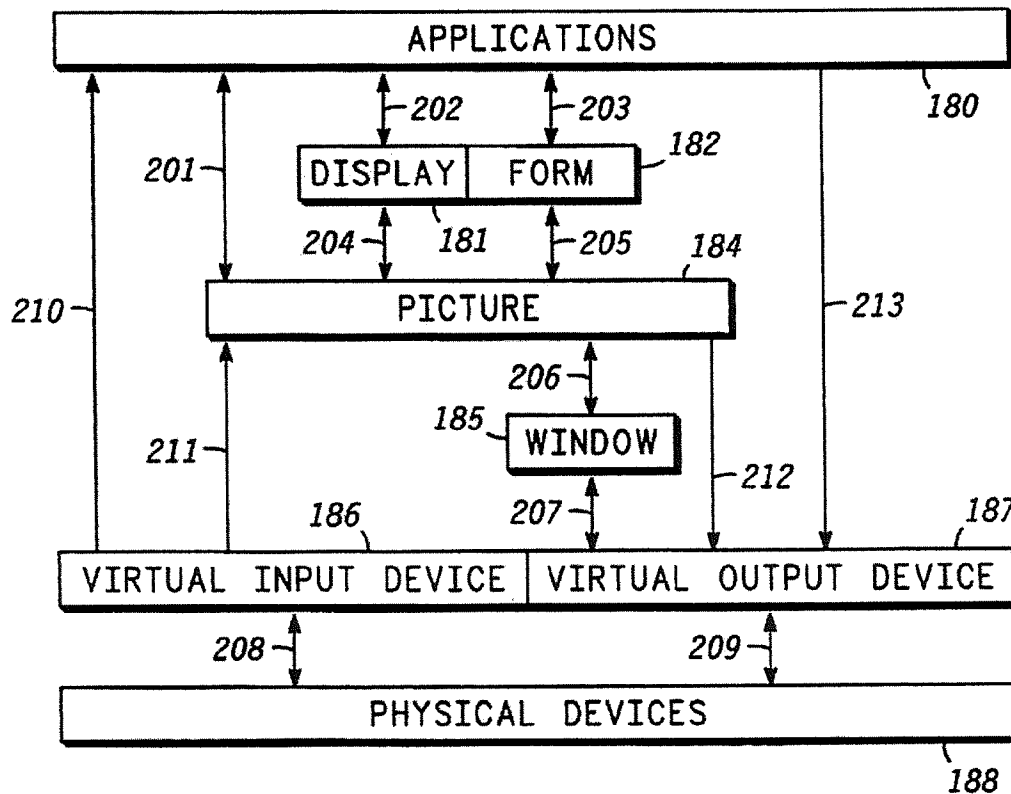 APPLICATIONS
180
202
203
201
182
DISPLAY
FORM
204
181
205
184
210
PICTURE
213
206
185
WINDOW
211
212
207
186
187
VIRTUAL INPUT DEVICE
VIRTUAL OUTPUT DEVICE
208
209
PHYSICAL DEVICES
188